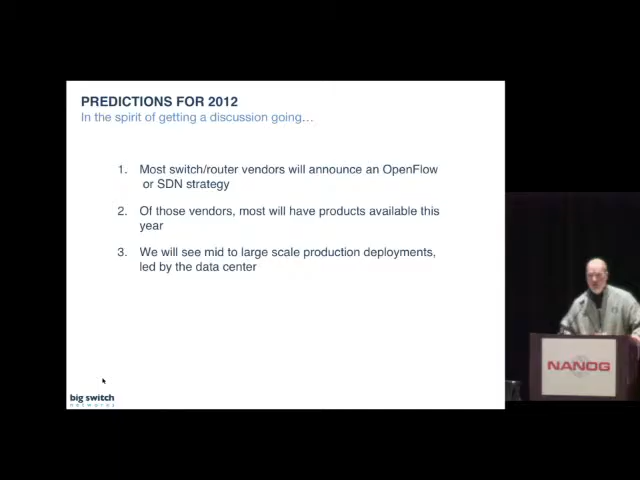 PREDICTIONS FOR 2012
In the spirit of getting a discussion going…
1. Most switch/router vendors will announce an OpenFlow
or SDN strategy
2. Of those vendors, most will have products available this
year
3. We will see mid to large scale production deployments,
led by the data center
big switch
networks
NANOG